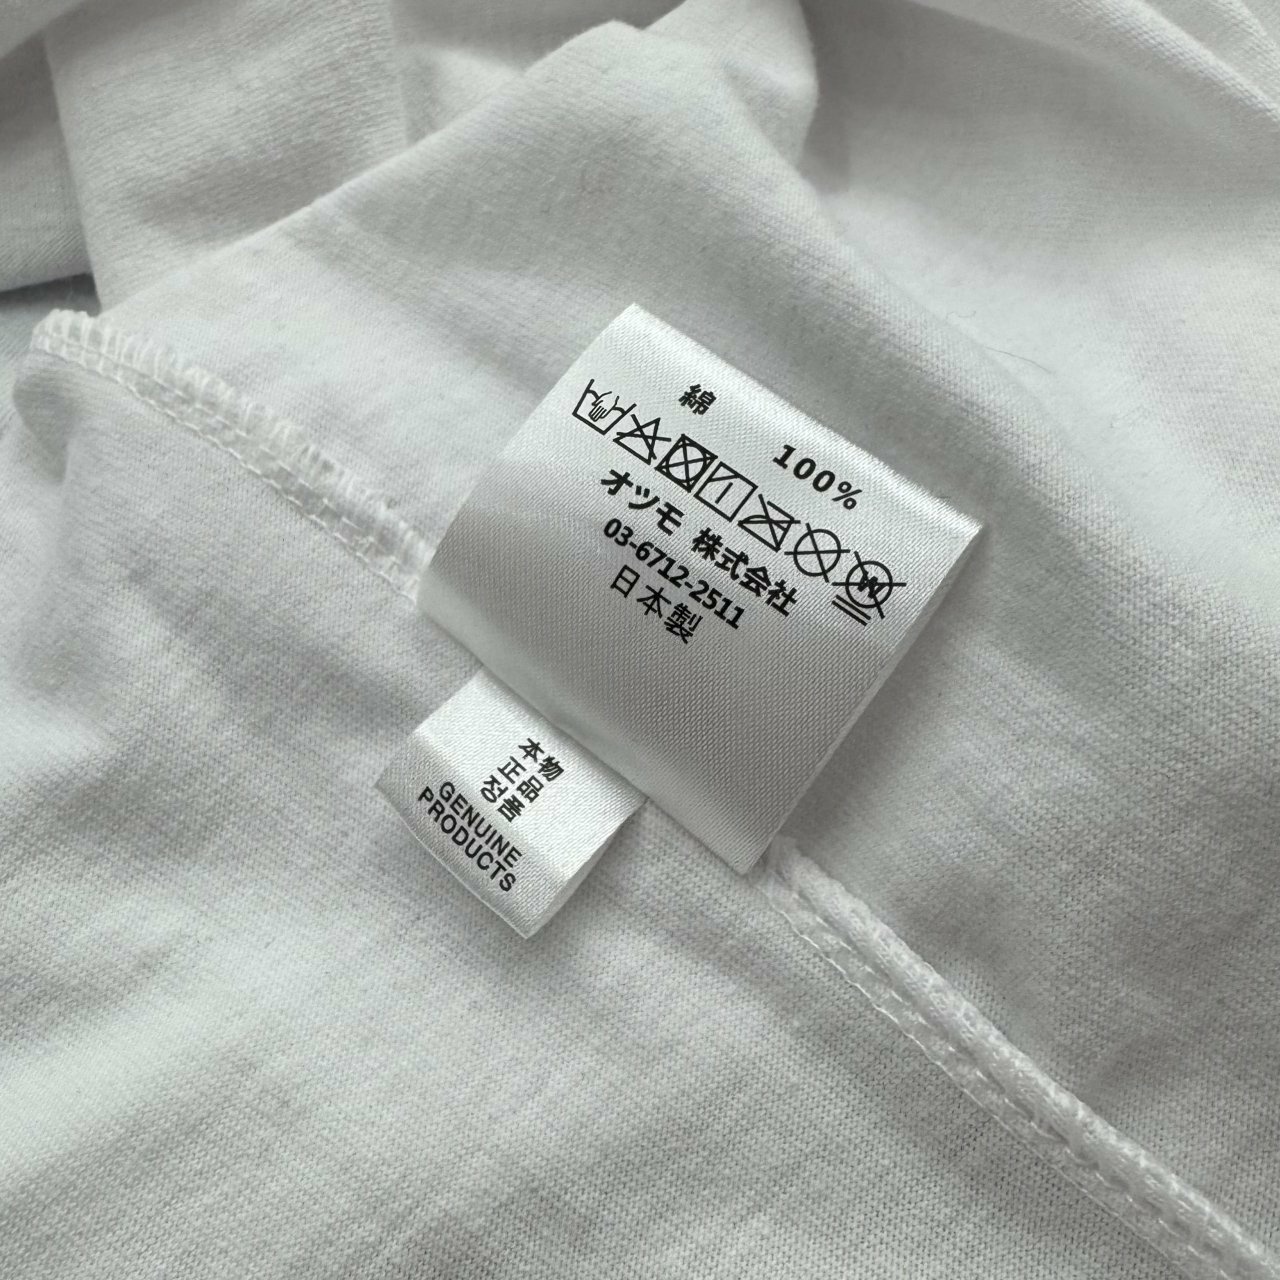 綿 100%
オツモ 株式会社
03-6712-2511
日本製
本物
正品
정품
GENUINE
PRODUCTS